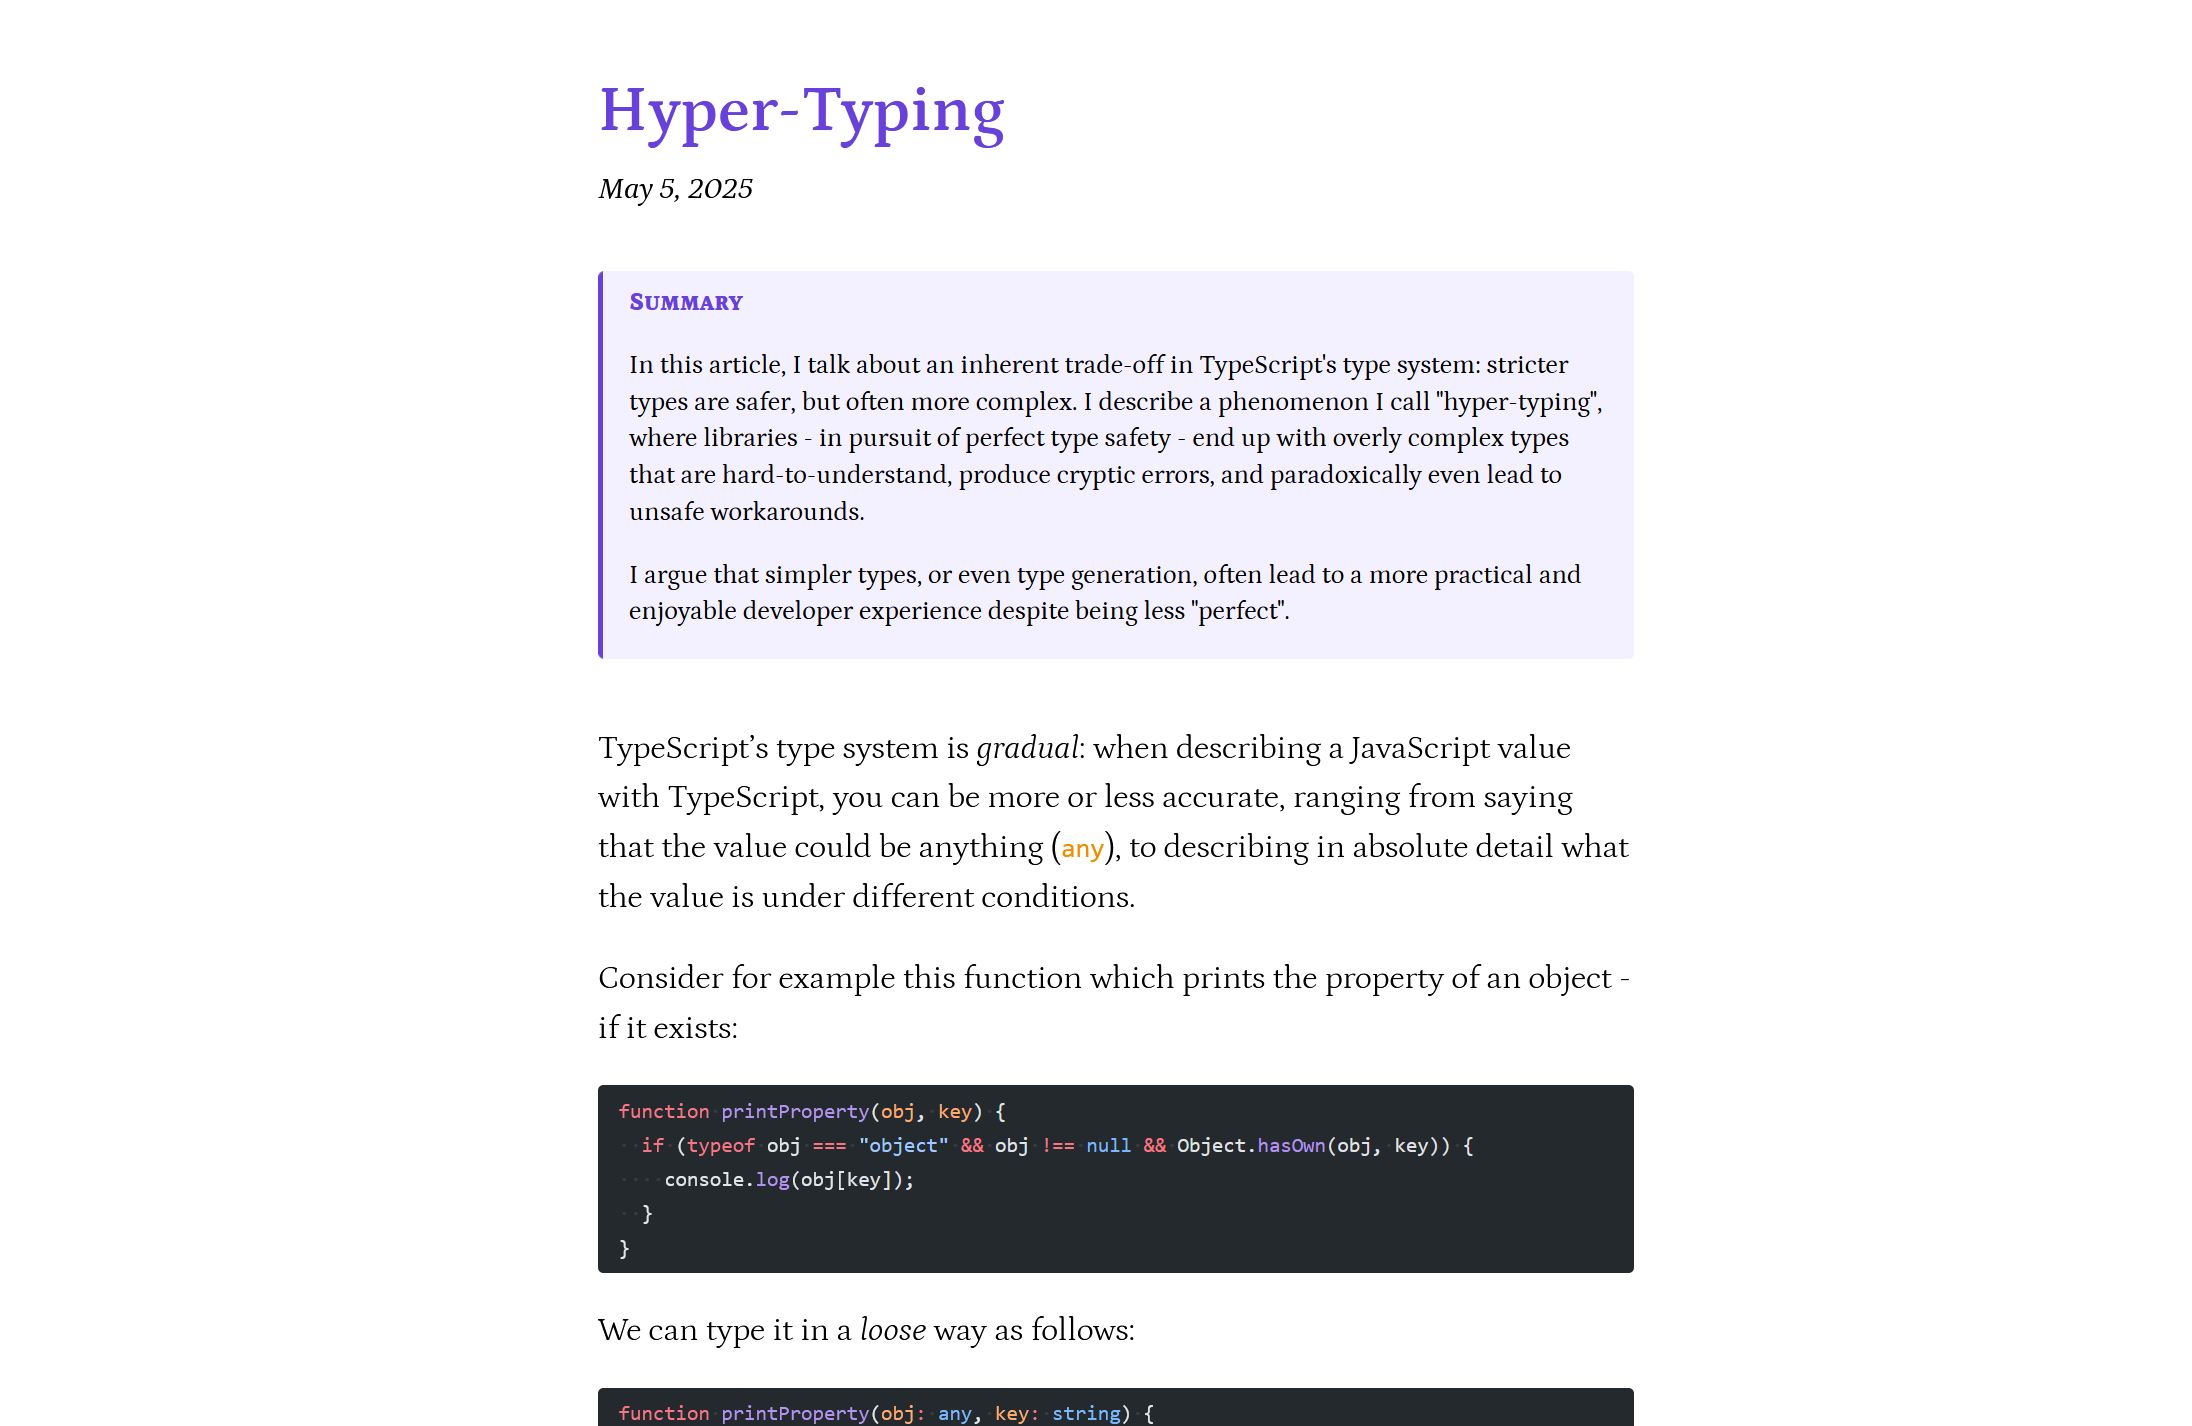 Hyper-Typing
May 5, 2025
Summary
In this article, I talk about an inherent trade-off in TypeScript's type system: stricter
types are safer, but often more complex. I describe a phenomenon I call "hyper-typing",
where libraries - in pursuit of perfect type safety - end up with overly complex types
that are hard-to-understand, produce cryptic errors, and paradoxically even lead to
unsafe workarounds.
I argue that simpler types, or even type generation, often lead to a more practical and
enjoyable developer experience despite being less "perfect".
TypeScript’s type system is gradual: when describing a JavaScript value
with TypeScript, you can be more or less accurate, ranging from saying
that the value could be anything (any), to describing in absolute detail what
the value is under different conditions.
Consider for example this function which prints the property of an object -
if it exists:
function printProperty(obj, key) {
  if (typeof obj === "object" && obj !== null && Object.hasOwn(obj, key)) {
    console.log(obj[key]);
  }
}
We can type it in a loose way as follows:
function printProperty(obj: any, key: string) {